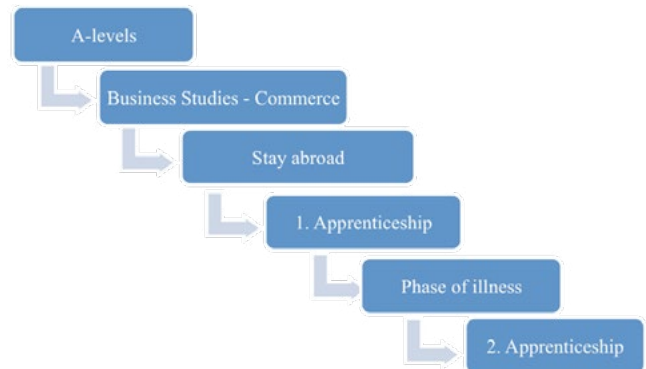 A-levels
Business Studies - Commerce
Stay abroad
1. Apprenticeship
Phase of illness
2. Apprenticeship